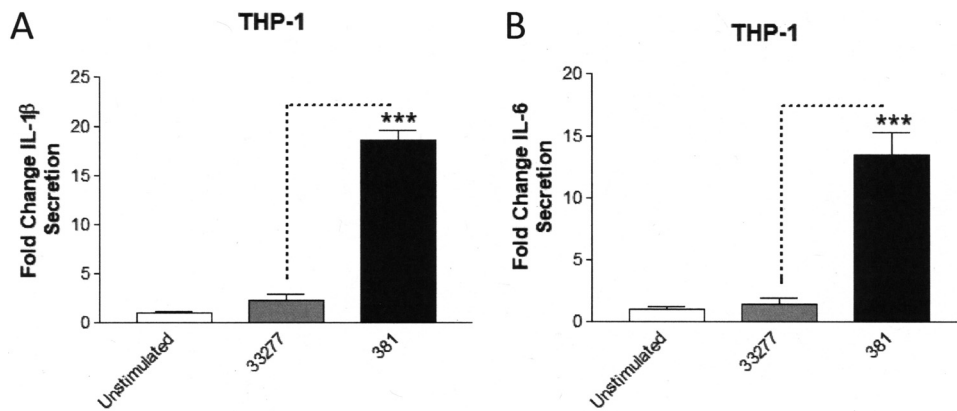 A
THP-1
Fold Change IL-1β
Secretion
25
20
15
10
5
0
***
Unstimulated
33277
381
B
THP-1
Fold Change IL-6
Secretion
20
15
10
5
0
***
Unstimulated
33277
381